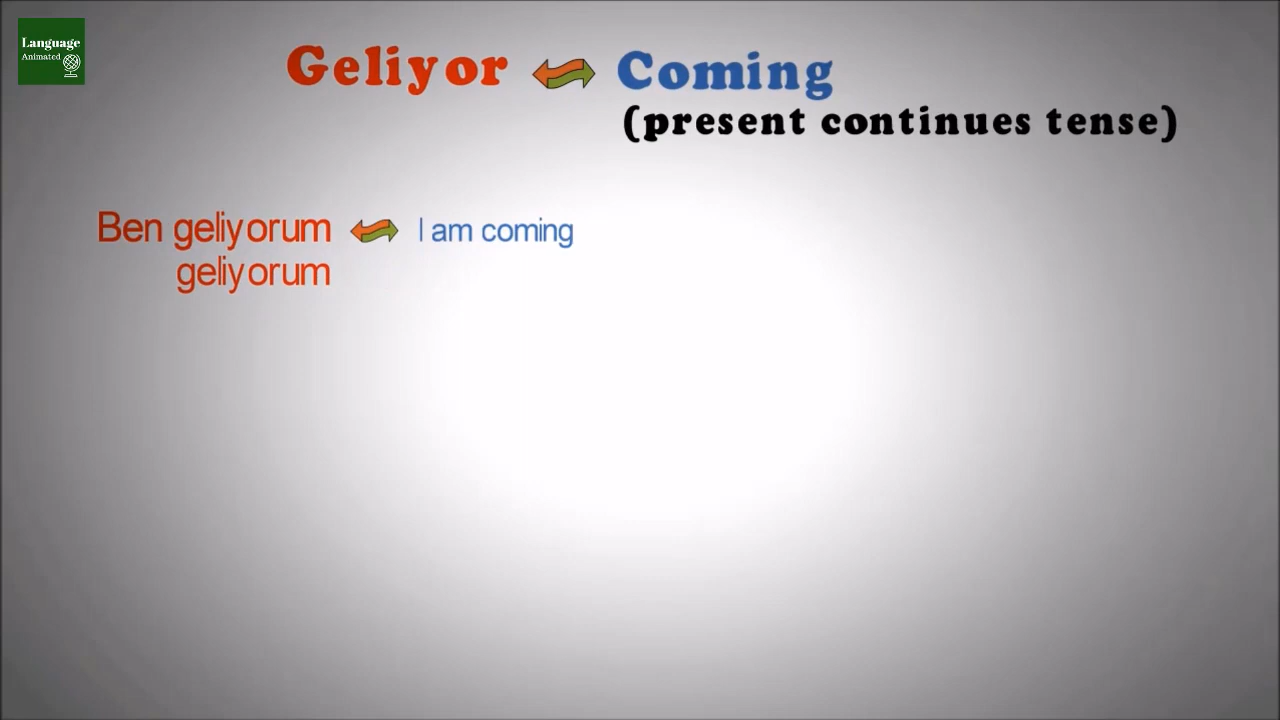 Language
Animated
Geliyor Coming
(present continues tense)
Ben geliyorum I am coming
geliyorum